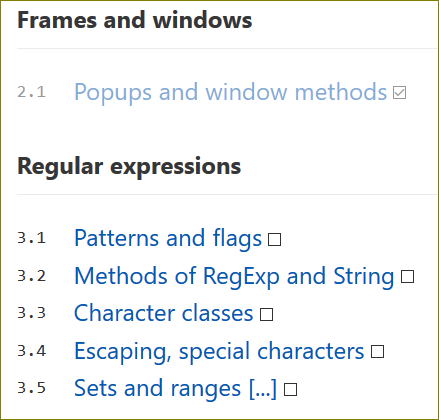 Frames and windows
2.1 Popups and window methods
Regular expressions
3.1 Patterns and flags
3.2 Methods of RegExp and String
3.3 Character classes
3.4 Escaping, special characters
3.5 Sets and ranges [...]